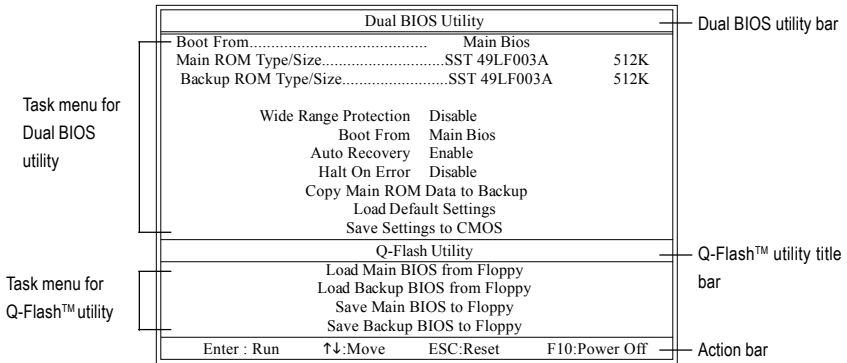 Dual BIOS Utility
Dual BIOS utility bar
Boot From......................................... Main Bios
Main ROM Type/Size............................SST 49LF003A 512K
Backup ROM Type/Size.......................SST 49LF003A 512K
Task menu for
Dual BIOS
utility
Wide Range Protection Disable
Boot From Main Bios
Auto Recovery Enable
Halt On Error Disable
Copy Main ROM Data to Backup
Load Default Settings
Save Settings to CMOS
Q-Flash Utility
Q-Flash™ utility title
bar
Task menu for
Q-Flash™ utility
Load Main BIOS from Floppy
Load Backup BIOS from Floppy
Save Main BIOS to Floppy
Save Backup BIOS to Floppy
Enter : Run ↑↓:Move ESC:Reset F10:Power Off
Action bar